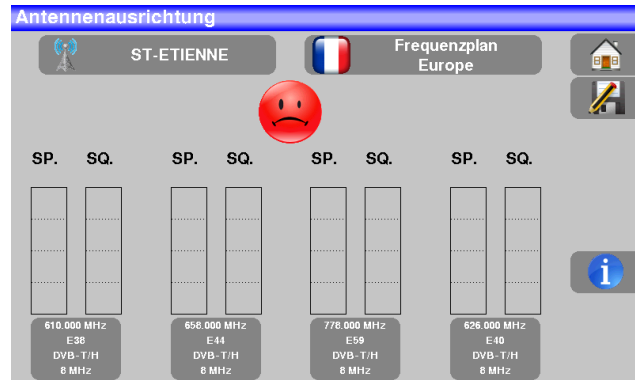 Antennenausrichtung
ST-ETIENNE
Frequenzplan
Europe
SP. SQ. SP. SQ. SP. SQ. SP. SQ.
610.000 MHz
E38
DVB-T/H
8 MHz
658.000 MHz
E44
DVB-T/H
8 MHz
778.000 MHz
E59
DVB-T/H
8 MHz
626.000 MHz
E40
DVB-T/H
8 MHz